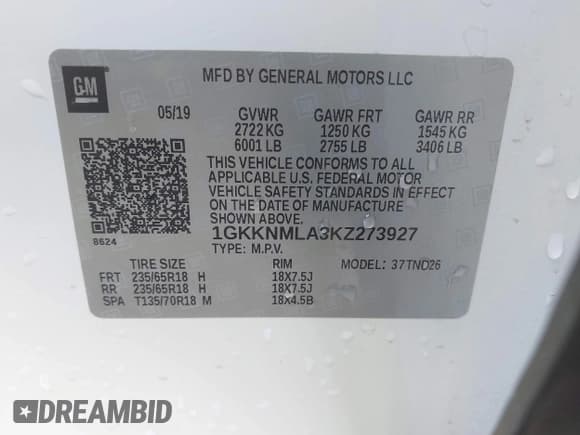 GM
MFD BY GENERAL MOTORS LLC
05/19 GVWR GAWR FRT GAWR RR
2722 KG 1250 KG 1545 KG
6001 LB 2755 LB 3406 LB
THIS VEHICLE CONFORMS TO ALL
APPLICABLE U.S. FEDERAL MOTOR
VEHICLE SAFETY STANDARDS IN EFFECT
ON THE DATE OF MANUFACTURE
SHOWN ABOVE.
8624
1GKKNMLA3KZ273927
TYPE: M.P.V.
TIRE SIZE RIM MODEL: 37TND26
FRT 235/65R18 H 18X7.5J
RR 235/65R18 H 18X7.5J
SPA T135/70R18 M 18X4.5B
DREAMBID